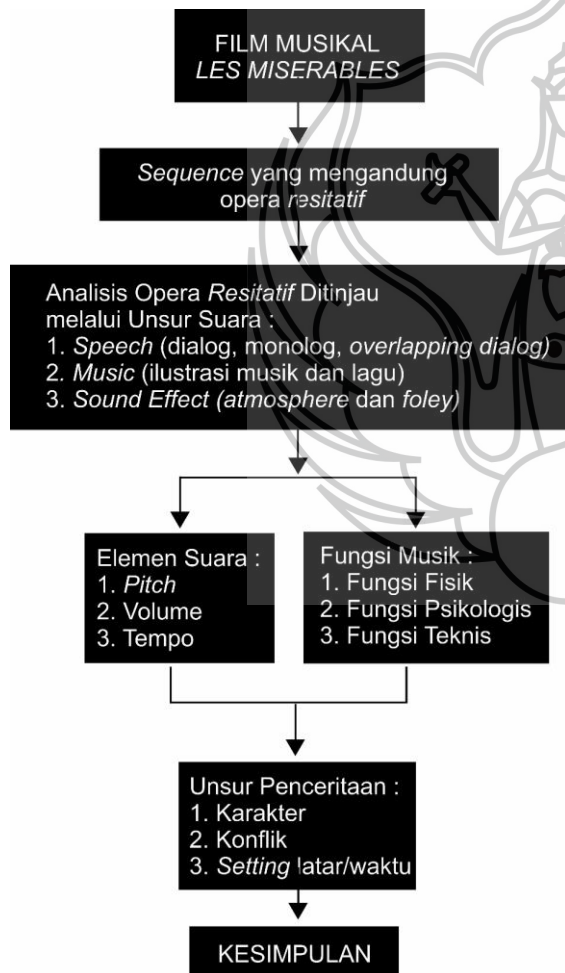 FILM MUSIKAL
LES MISERABLES
Sequence yang mengandung
opera resitatif
Analisis Opera Resitatif Ditinjau
melalui Unsur Suara :
1. Speech (dialog, monolog, overlapping dialog)
2. Music (ilustrasi musik dan lagu)
3. Sound Effect (atmosphere dan foley)
Elemen Suara :
1. Pitch
2. Volume
3. Tempo
Fungsi Musik :
1. Fungsi Fisik
2. Fungsi Psikologis
3. Fungsi Teknis
Unsur Penceritaan :
1. Karakter
2. Konflik
3. Setting latar/waktu
KESIMPULAN